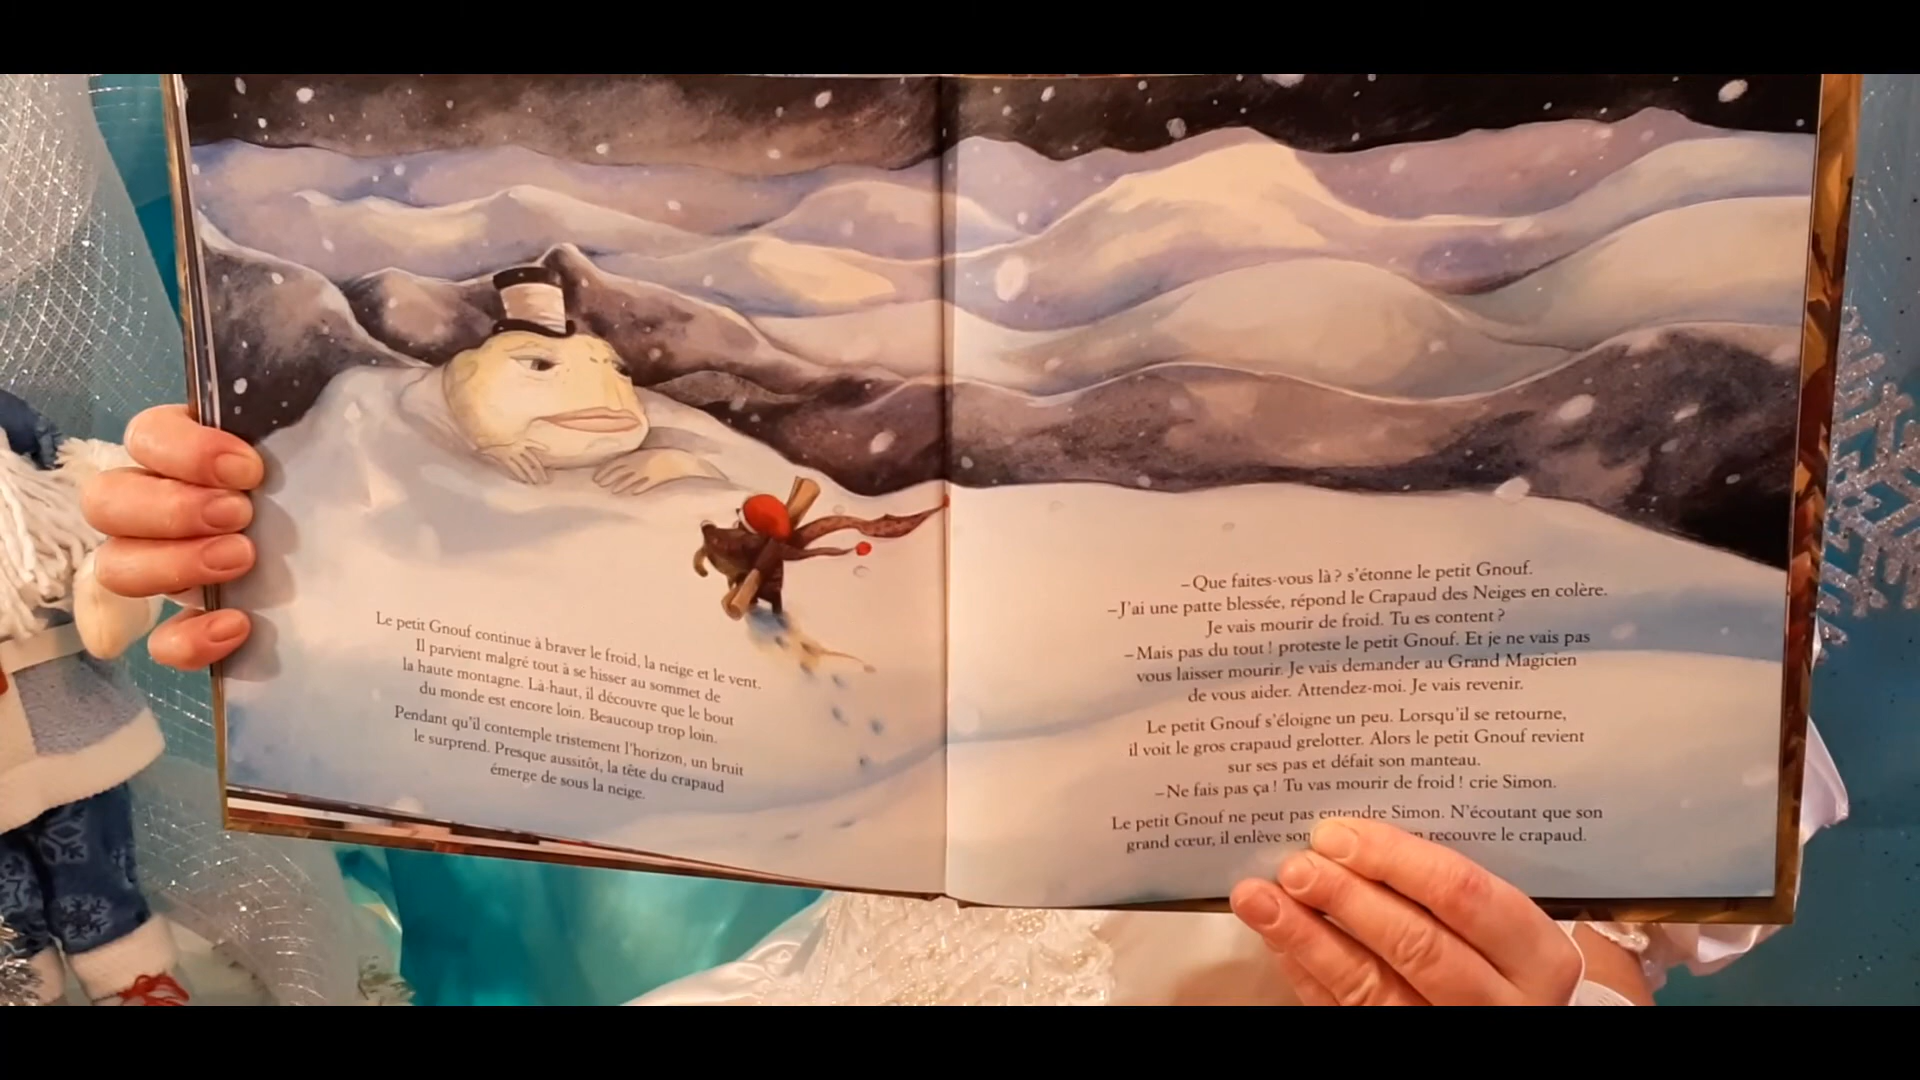 Le petit Gnouf continue à braver le froid, la neige et le vent.
Il parvient malgré tout à se hisser au sommet de
la haute montagne. Là-haut, il découvre que le bout
du monde est encore loin. Beaucoup trop loin.
Pendant qu'il contemple tristement l'horizon, un bruit
le surprend. Presque aussitôt, la tête du crapaud
émerge de sous la neige.
– Que faites-vous là ? s'étonne le petit Gnouf.
– J'ai une patte blessée, répond le Crapaud des Neiges en colère.
Je vais mourir de froid. Tu es content ?
– Mais pas du tout ! proteste le petit Gnouf. Et je ne vais pas
vous laisser mourir. Je vais demander au Grand Magicien
de vous aider. Attendez-moi. Je vais revenir.
Le petit Gnouf s'éloigne un peu. Lorsqu'il se retourne,
il voit le gros crapaud grelotter. Alors le petit Gnouf revient
sur ses pas et défait son manteau.
– Ne fais pas ça ! Tu vas mourir de froid ! crie Simon.
Le petit Gnouf ne peut pas entendre Simon. N'écoutant que son
grand cœur, il enlève son recouvre le crapaud.